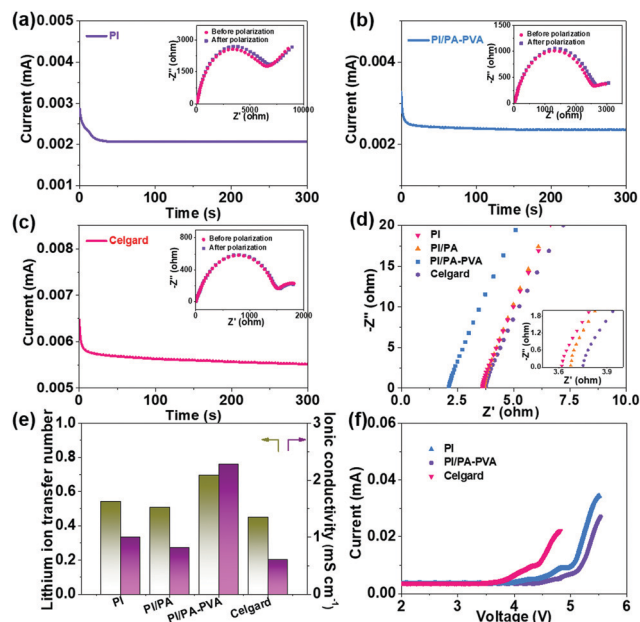 (a)
0.005
0.004
0.003
0.002
0.001
Current (mA)
PI
-Z'' (ohm)
4000
2000
0
Before polarization
After polarization
0
10000
Z' (ohm)
0
100
200
300
Time (s)
(b)
0.004
0.002
Current (mA)
PI/PA-PVA
-Z'' (ohm)
2000
1000
0
Before polarization
After polarization
0
1000
2000
3000
Z' (ohm)
0
100
200
300
Time (s)
(c)
0.008
0.007
0.006
0.005
Current (mA)
Celgard
-Z'' (ohm)
800
400
0
Before polarization
After polarization
0
1000
2000
Z' (ohm)
0
100
200
300
Time (s)
(d)
20
15
10
5
0
-Z'' (ohm)
PI
PI/PA
PI/PA-PVA
Celgard
-Z'' (ohm)
1.8
1.2
0.6
0.0
3.6
3.9
Z' (ohm)
0.0
2.5
5.0
7.5
10.0
Z' (ohm)
(e)
1.0
0.8
0.6
0.4
0.2
0.0
Lithium ion transfer number
3
2
1
0
Ionic conductivity (mS cm⁻¹)
PI
PI/PA
PI/PA-PVA
Celgard
(f)
0.06
0.04
0.02
0.00
Current (mA)
PI
PI/PA-PVA
Celgard
2
3
4
5
6
Voltage (V)